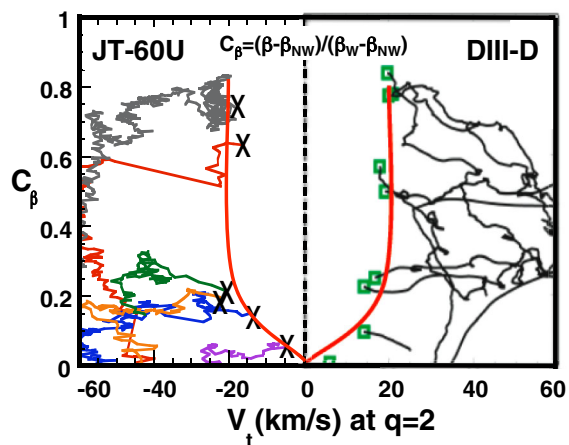 JT-60U
Cβ=(β-βNW)/(βW-βNW)
DIII-D
1
0.8
0.6
0.4
0.2
0
Cβ
X
X
X
X
X
X
-60
-40
-20
0
20
40
60
Vt (km/s) at q=2